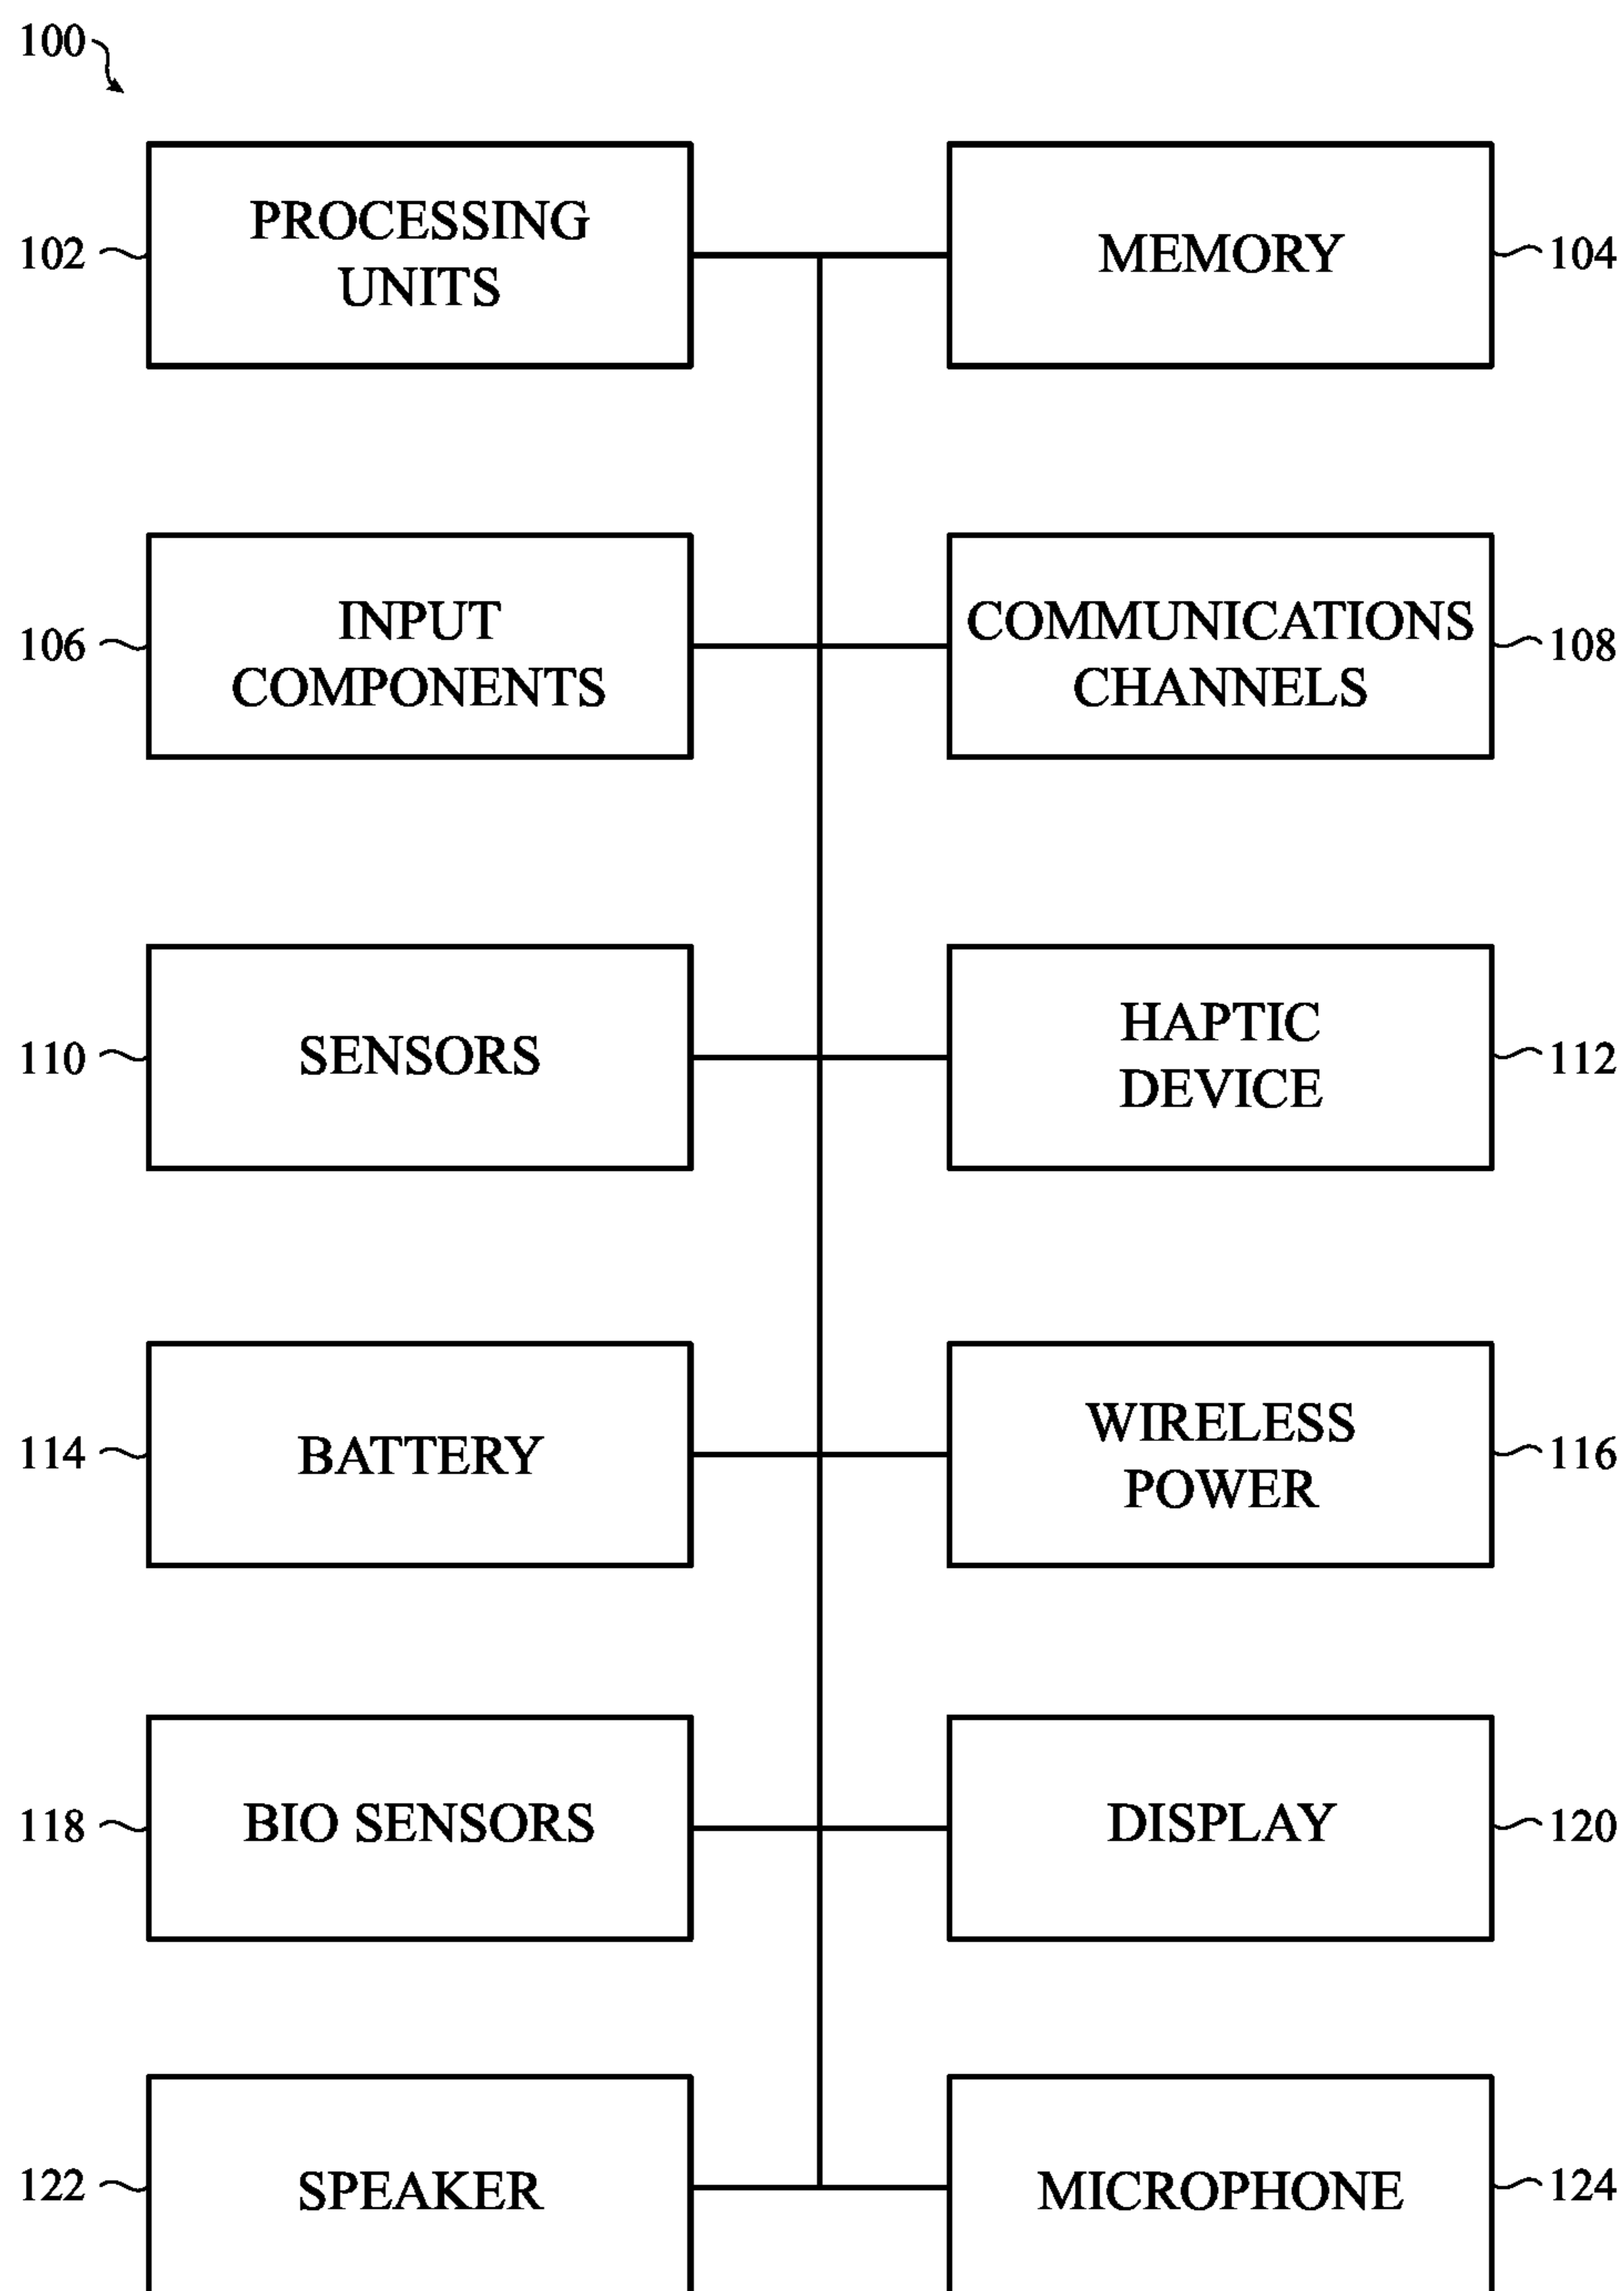 100
102
PROCESSING
UNITS
MEMORY
104
106
INPUT
COMPONENTS
COMMUNICATIONS
CHANNELS
108
110
SENSORS
HAPTIC
DEVICE
112
114
BATTERY
WIRELESS
POWER
116
118
BIO SENSORS
DISPLAY
120
122
SPEAKER
MICROPHONE
124